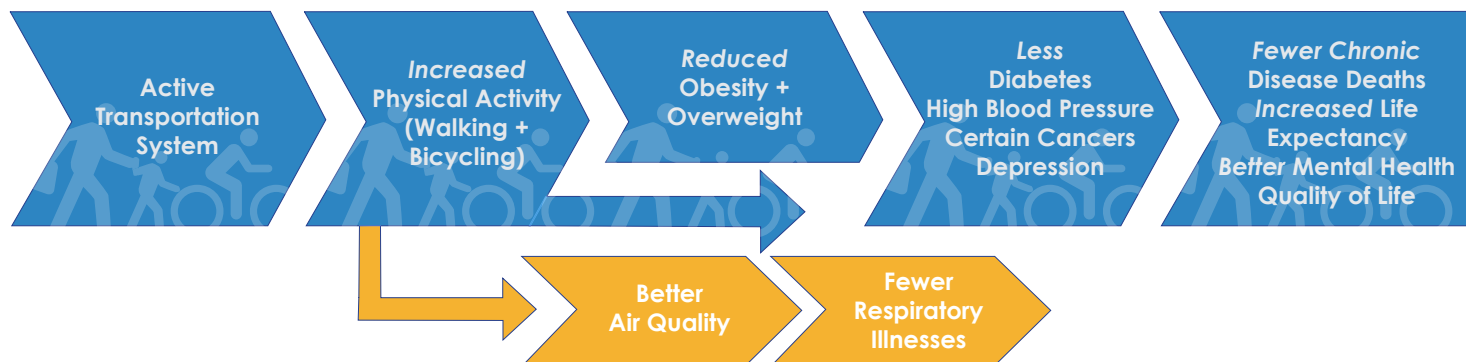 Active
Transportation
System
Increased
Physical Activity
(Walking +
Bicycling)
Reduced
Obesity +
Overweight
Less
Diabetes
High Blood Pressure
Certain Cancers
Depression
Fewer Chronic
Disease Deaths
Increased Life
Expectancy
Better Mental Health
Quality of Life
Better
Air Quality
Fewer
Respiratory
Illnesses